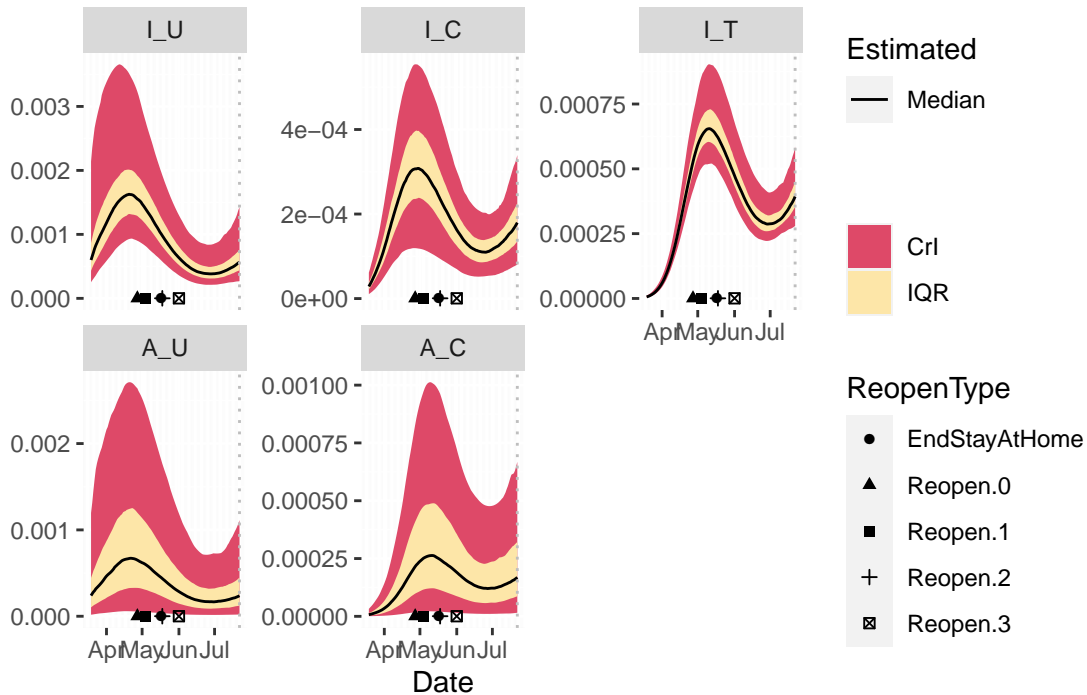 I_U
I_C
I_T
0.003
0.002
0.001
0.000
4e−04
2e−04
0e+00
0.00075
0.00050
0.00025
0.00000
Apr May Jun Jul
A_U
A_C
0.002
0.001
0.000
0.00100
0.00075
0.00050
0.00025
0.00000
Apr May Jun Jul
Apr May Jun Jul
Date
Estimated
Median
CrI
IQR
ReopenType
EndStayAtHome
Reopen.0
Reopen.1
Reopen.2
Reopen.3